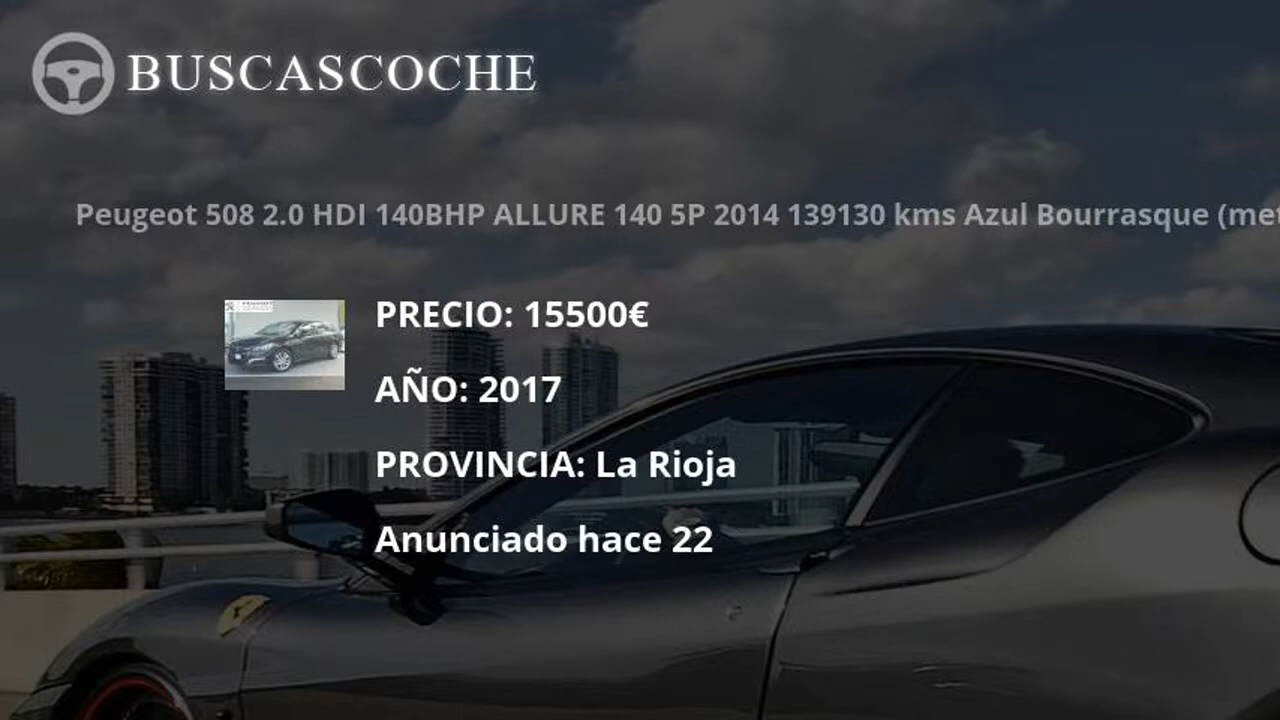 BUSCASCOCHE
Peugeot 508 2.0 HDI 140BHP ALLURE 140 5P 2014 139130 kms Azul Bourrasque (met
PRECIO: 15500€
AÑO: 2017
PROVINCIA: La Rioja
Anunciado hace 22